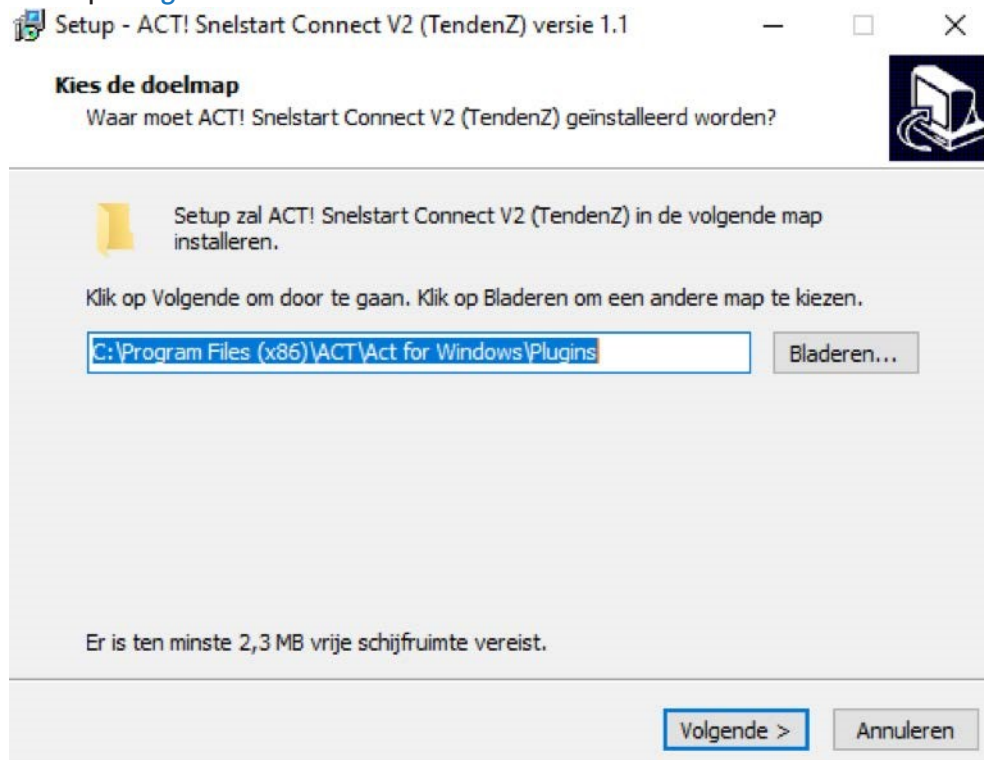 Setup - ACT! Snelstart Connect V2 (TendenZ) versie 1.1
Kies de doelmap
Waar moet ACT! Snelstart Connect V2 (TendenZ) geïnstalleerd worden?
Setup zal ACT! Snelstart Connect V2 (TendenZ) in de volgende map
installeren.
Klik op Volgende om door te gaan. Klik op Bladeren om een andere map te kiezen.
C:\Program Files (x86)\ACT\Act for Windows\Plugins
Bladeren...
Er is ten minste 2,3 MB vrije schijfruimte vereist.
Volgende >
Annuleren